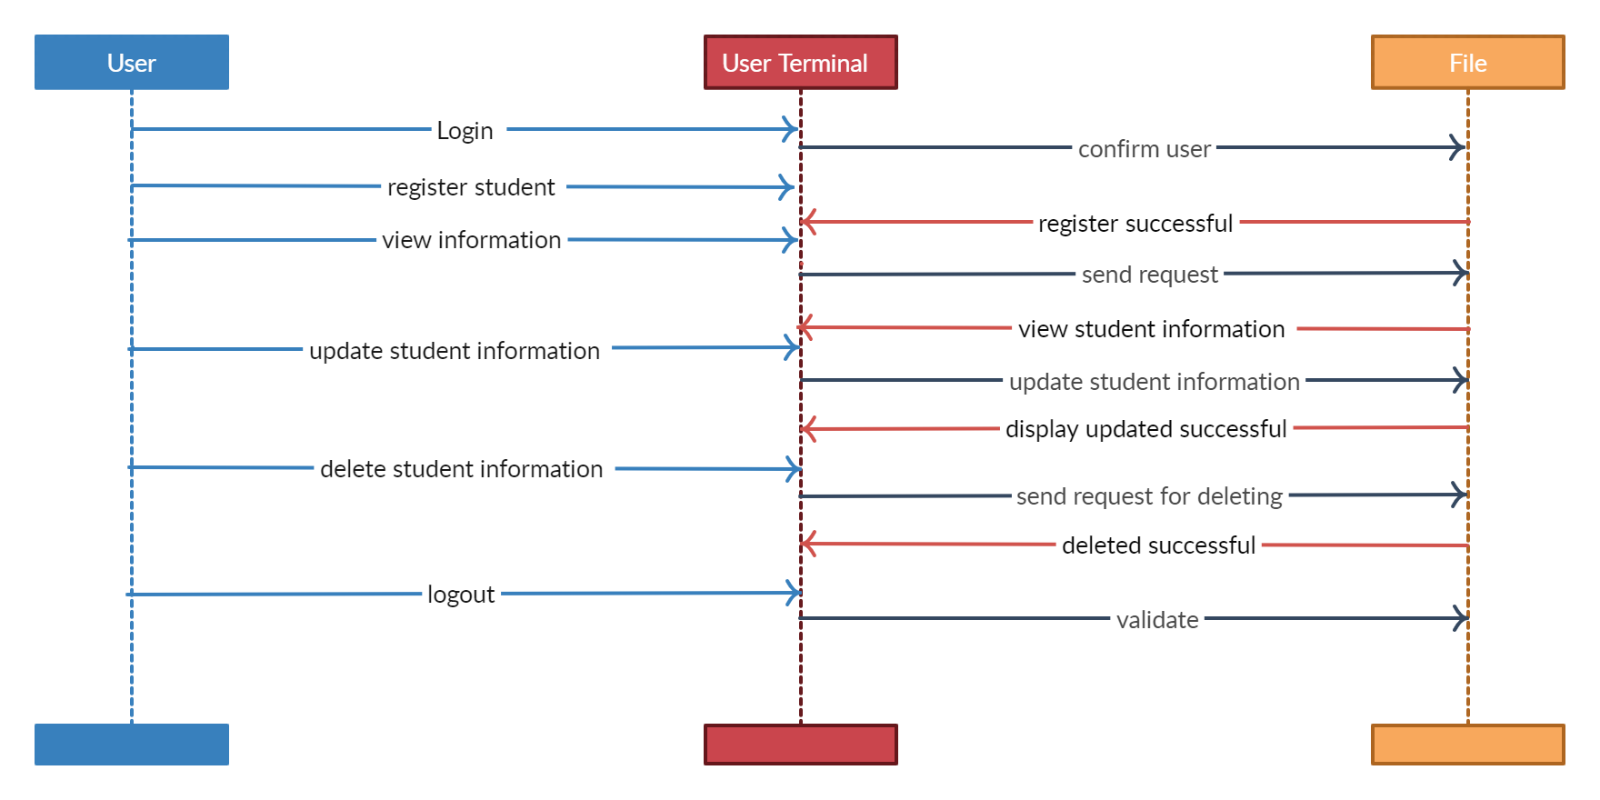 User
User Terminal
File
Login
confirm user
register student
register successful
view information
send request
view student information
update student information
update student information
display updated successful
delete student information
send request for deleting
deleted successful
logout
validate